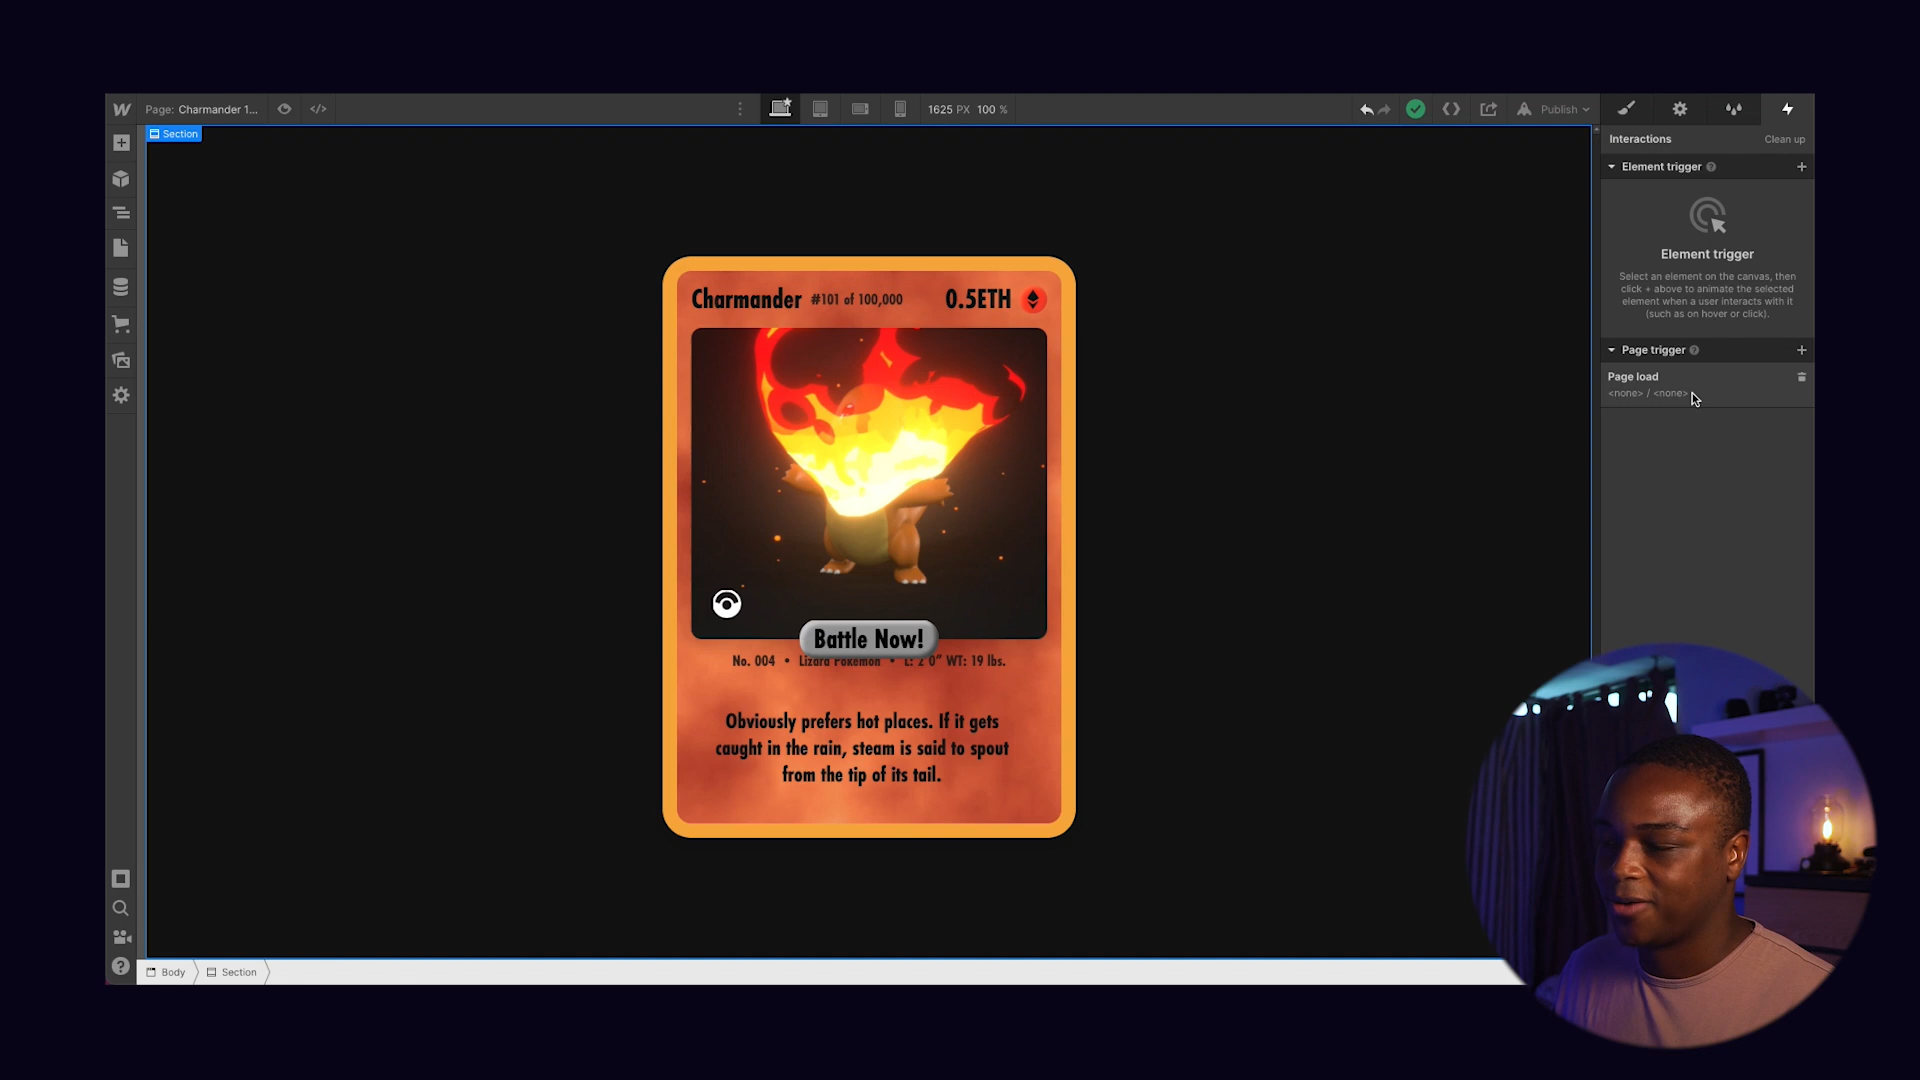 Page: Charmander 1...
1625 PX 100 %
Publish
Section
Interactions
Clean up
Element trigger
Element trigger
Select an element on the canvas, then
click + above to animate the selected
element when a user interacts with it
(such as on hover or click).
Page trigger
Page load
<none> / <none>
Charmander #101 of 100,000 0.5ETH
Battle Now!
No. 004 • Lizard Pokemon • L: 2'0" WT: 19 lbs.
Obviously prefers hot places. If it gets
caught in the rain, steam is said to spout
from the tip of its tail.
Body
Section